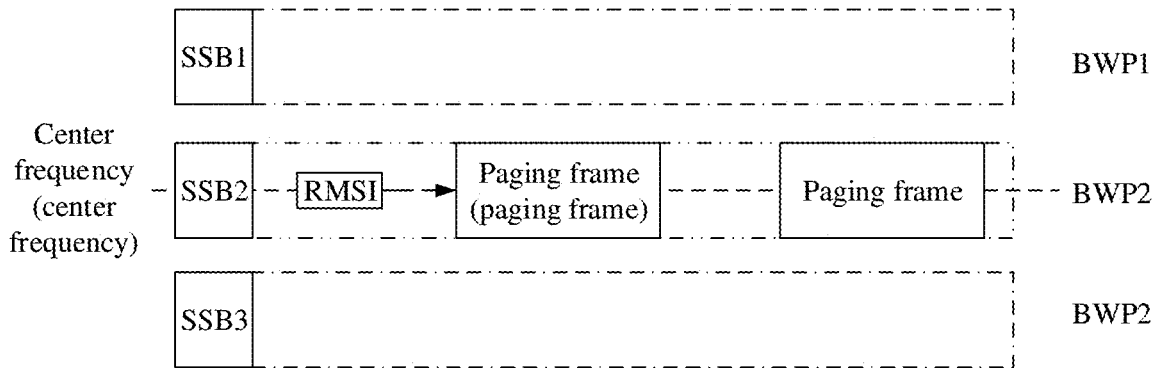 SSB1
BWP1
Center
frequency
(center
frequency)
SSB2
RMSI
Paging frame
(paging frame)
Paging frame
BWP2
SSB3
BWP2